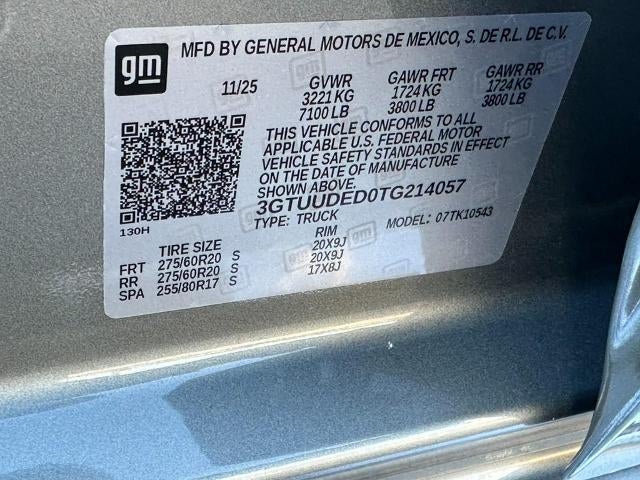 gm
MFD BY GENERAL MOTORS DE MEXICO, S. DE R.L. DE C.V.
11/25 GVWR GAWR FRT GAWR RR
3221 KG 1724 KG 1724 KG
7100 LB 3800 LB 3800 LB
THIS VEHICLE CONFORMS TO ALL
APPLICABLE U.S. FEDERAL MOTOR
VEHICLE SAFETY STANDARDS IN EFFECT
ON THE DATE OF MANUFACTURE
SHOWN ABOVE.
3GTUUDED0TG214057
TYPE: TRUCK MODEL: 07TK10543
130H
TIRE SIZE RIM
FRT 275/60R20 S 20X9J
RR 275/60R20 S 20X9J
SPA 255/80R17 S 17X8J